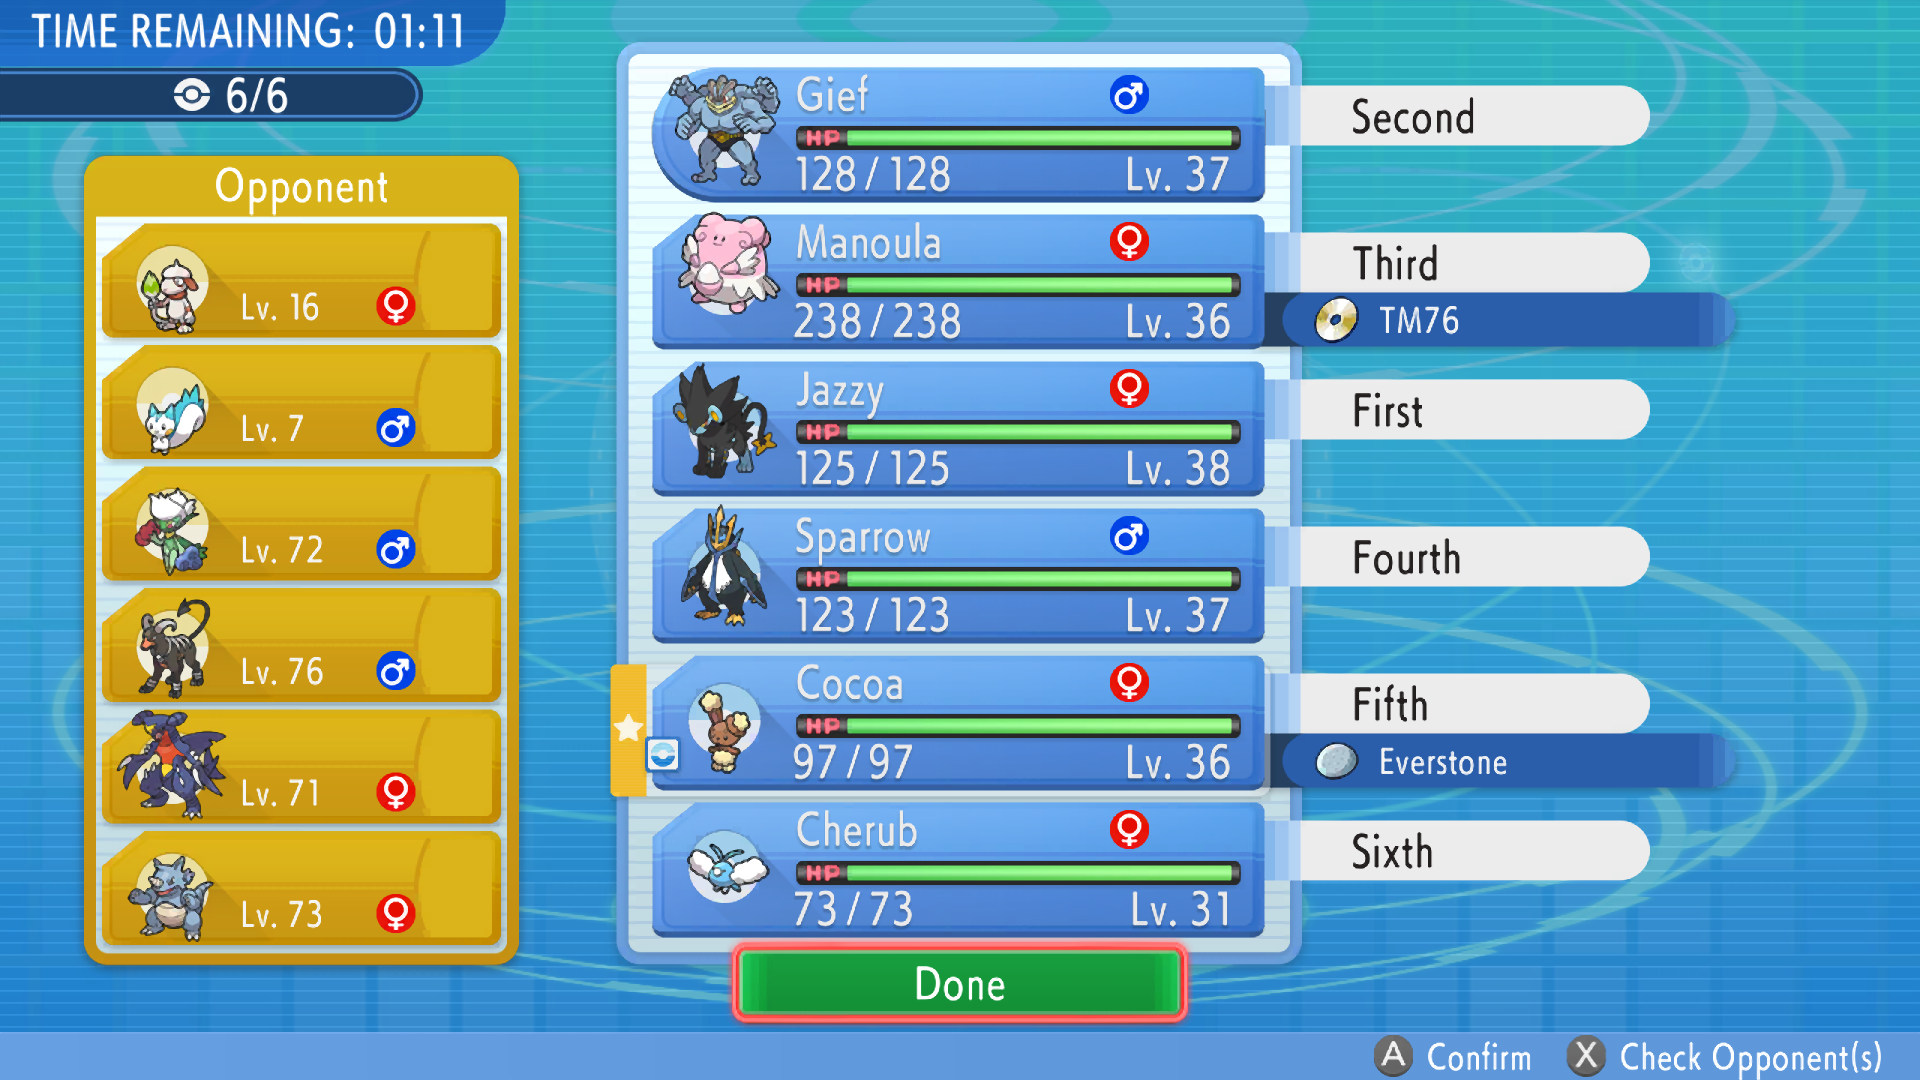 TIME REMAINING: 01:11
6/6
Opponent
Lv. 16
Lv. 7
Lv. 72
Lv. 76
Lv. 71
Lv. 73
Gief
HP
128/128 Lv. 37
Second
Manoula
HP
238/238 Lv. 36
Third
TM76
Jazzy
HP
125/125 Lv. 38
First
Sparrow
HP
123/123 Lv. 37
Fourth
Cocoa
HP
97/97 Lv. 36
Fifth
Everstone
Cherub
HP
73/73 Lv. 31
Sixth
Done
A Confirm X Check Opponent(s)